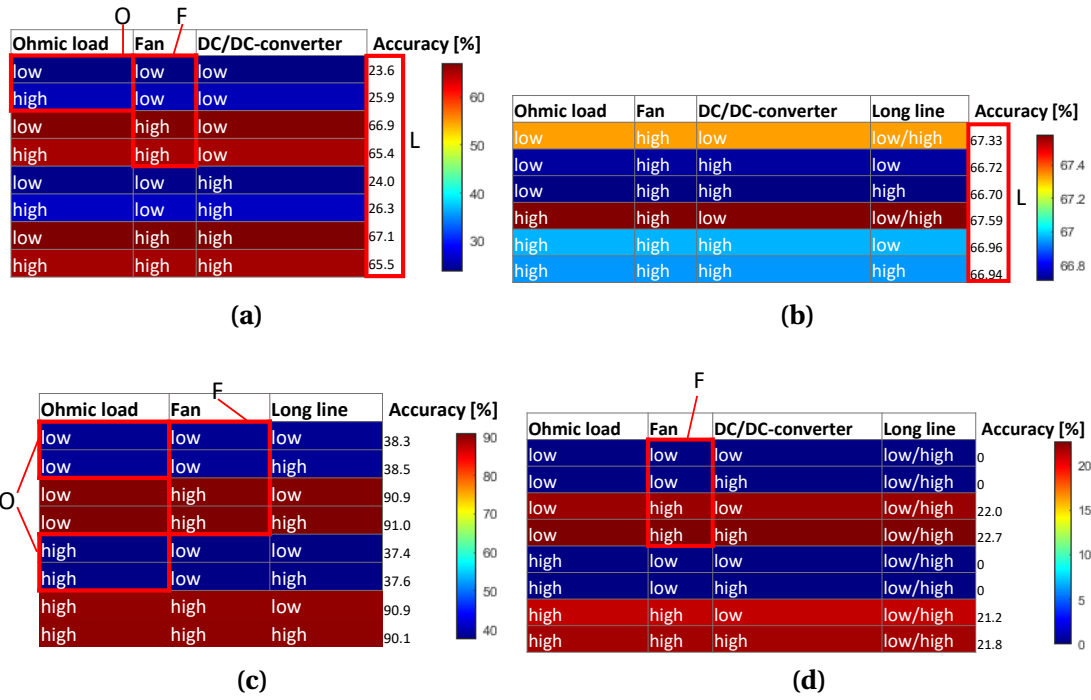 O F
Ohmic load Fan DC/DC-converter Accuracy [%]
low low low 23.6
high low low 25.9
low high low 66.9
high high low 65.4
low low high 24.0
high low high 26.3
low high high 67.1
high high high 65.5
L
60
50
40
30
(a)
Ohmic load Fan DC/DC-converter Long line Accuracy [%]
low high low low/high 67.33
low high high low 66.72
low high high high 66.70
high high low low/high 67.59
high high high low 66.96
high high high high 66.94
L
67.4
67.2
67
66.8
(b)
F
O
Ohmic load Fan Long line Accuracy [%]
low low low 38.3
low low high 38.5
low high low 90.9
low high high 91.0
high low low 37.4
high low high 37.6
high high low 90.9
high high high 90.1
90
80
70
60
50
40
(c)
F
Ohmic load Fan DC/DC-converter Long line Accuracy [%]
low low low low/high 0
low low high low/high 0
low high low low/high 22.0
low high high low/high 22.7
high low low low/high 0
high low high low/high 0
high high low low/high 21.2
high high high low/high 21.8
20
15
10
5
0
(d)